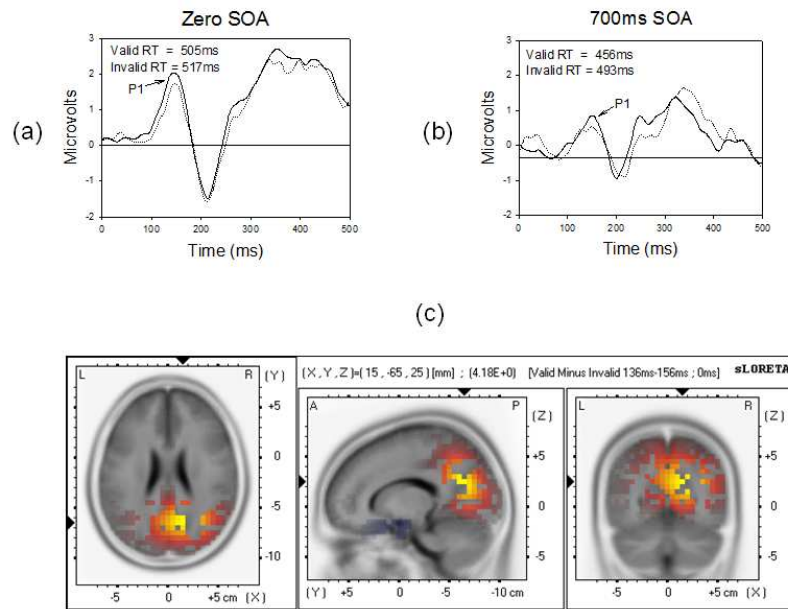 Zero SOA
700ms SOA
(a)
Microvolts
3
2
1
0
-1
-2
Valid RT = 505ms
Invalid RT = 517ms
P1
0 100 200 300 400 500
Time (ms)
(b)
Microvolts
3
2
1
0
-1
-2
Valid RT = 456ms
Invalid RT = 493ms
P1
0 100 200 300 400 500
Time (ms)
(c)
L R (Y)
+5
0
-5
-10
-5 0 +5 cm (X)
(X, Y, Z)=(15, -65, 25) [mm] ; (4.18E+0) [Valid Minus Invalid 136ms-156ms ; 0ms] sLORETA
A P (Z)
+5
0
-5
(Y) +5 0 -5 -10 cm
L R (Z)
+5
0
-5
-5 0 +5 cm (X)